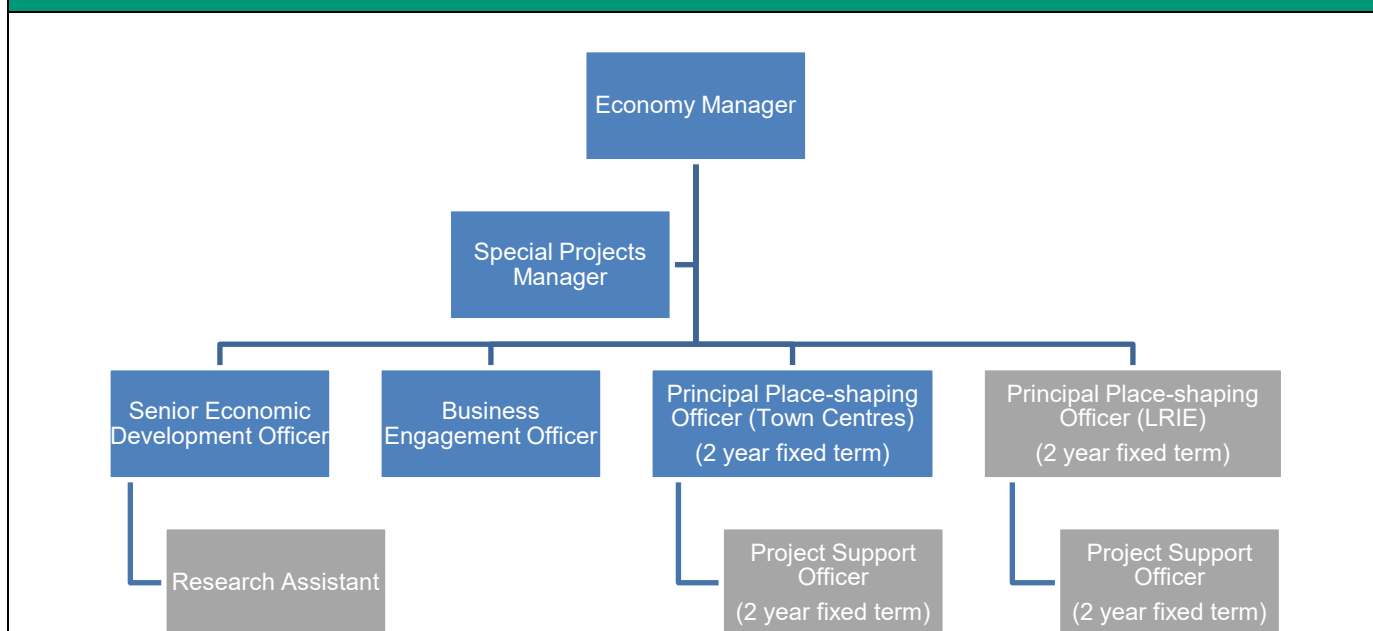 Economy Manager
Special Projects
Manager
Senior Economic
Development Officer
Business
Engagement Officer
Principal Place-shaping
Officer (Town Centres)
(2 year fixed term)
Principal Place-shaping
Officer (LRIE)
(2 year fixed term)
Research Assistant
Project Support
Officer
(2 year fixed term)
Project Support
Officer
(2 year fixed term)